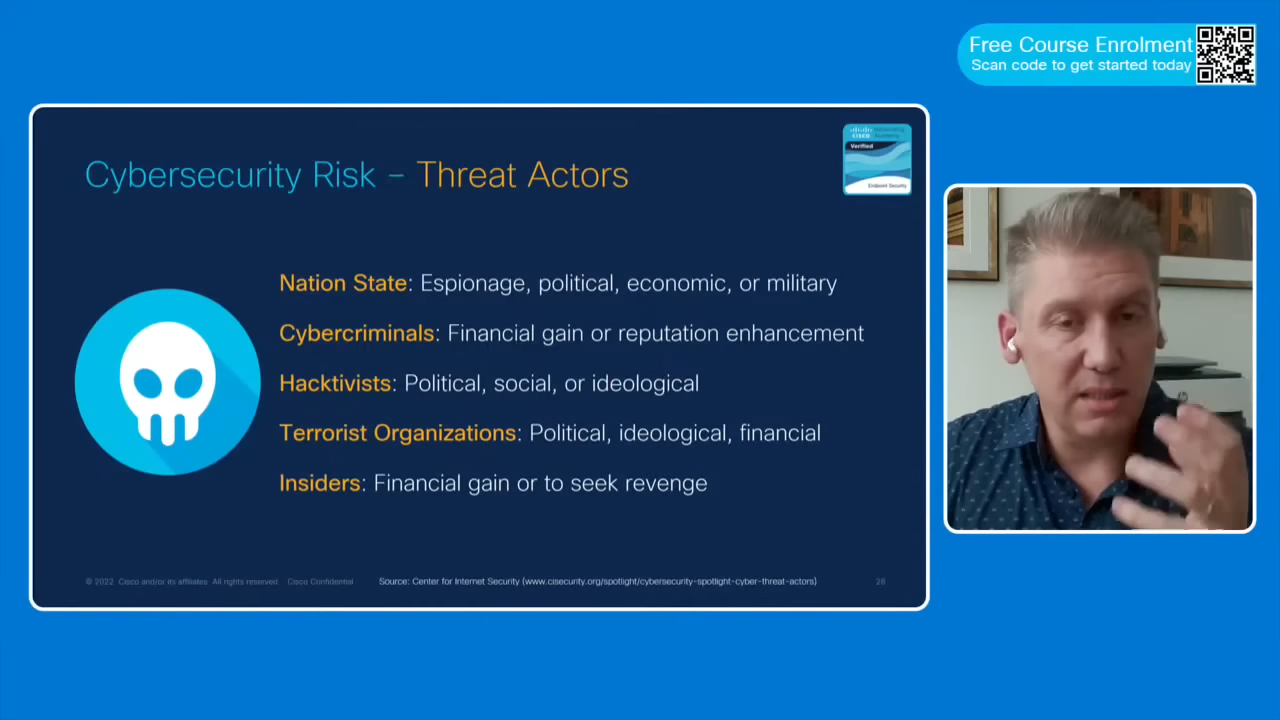 Free Course Enrolment
Scan code to get started today
Cybersecurity Risk – Threat Actors
CISCO
Verified
Endpoint Security
Nation State: Espionage, political, economic, or military
Cybercriminals: Financial gain or reputation enhancement
Hacktivists: Political, social, or ideological
Terrorist Organizations: Political, ideological, financial
Insiders: Financial gain or to seek revenge
© 2022 Cisco and/or its affiliates All rights reserved. Cisco Confidential
Source: Center for Internet Security (www.cisecurity.org/spotlight/cybersecurity-spotlight-cyber-threat-actors)